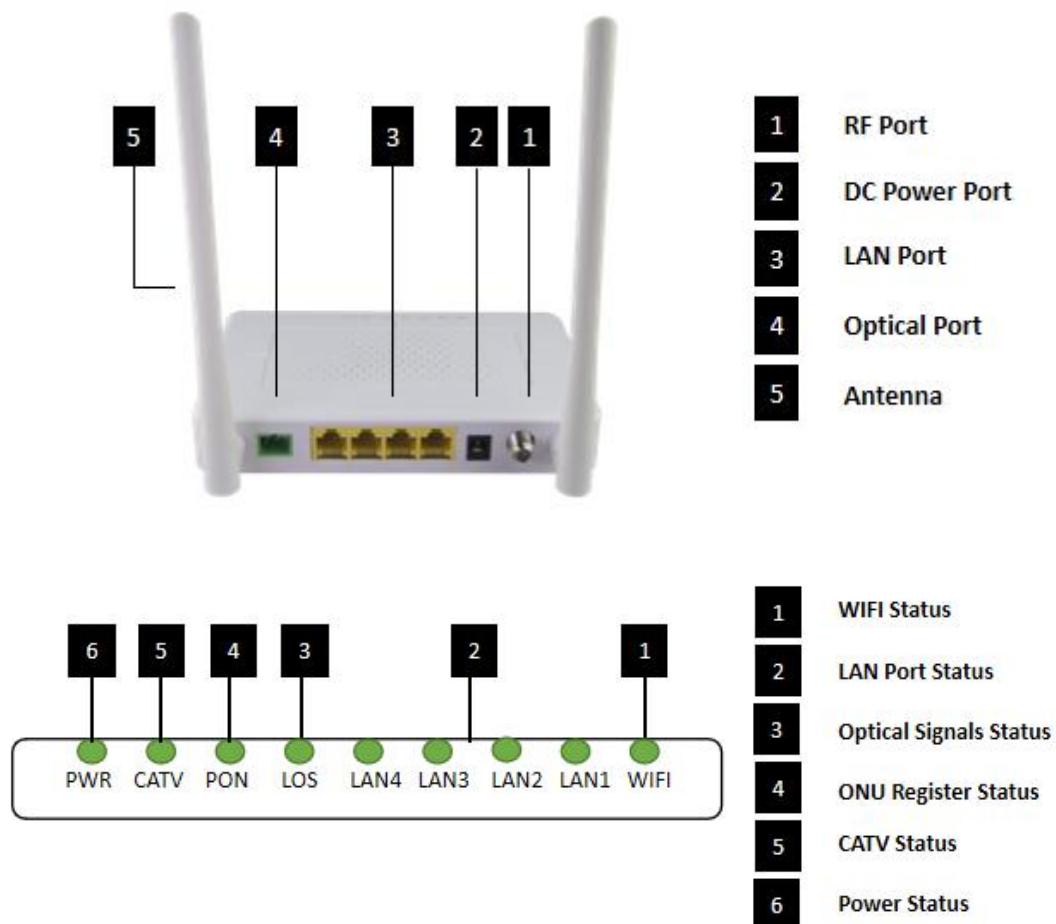 5
4
3
2
1
1 RF Port
2 DC Power Port
3 LAN Port
4 Optical Port
5 Antenna
6
5
4
3
2
1
PWR CATV PON LOS LAN4 LAN3 LAN2 LAN1 WIFI
1 WIFI Status
2 LAN Port Status
3 Optical Signals Status
4 ONU Register Status
5 CATV Status
6 Power Status